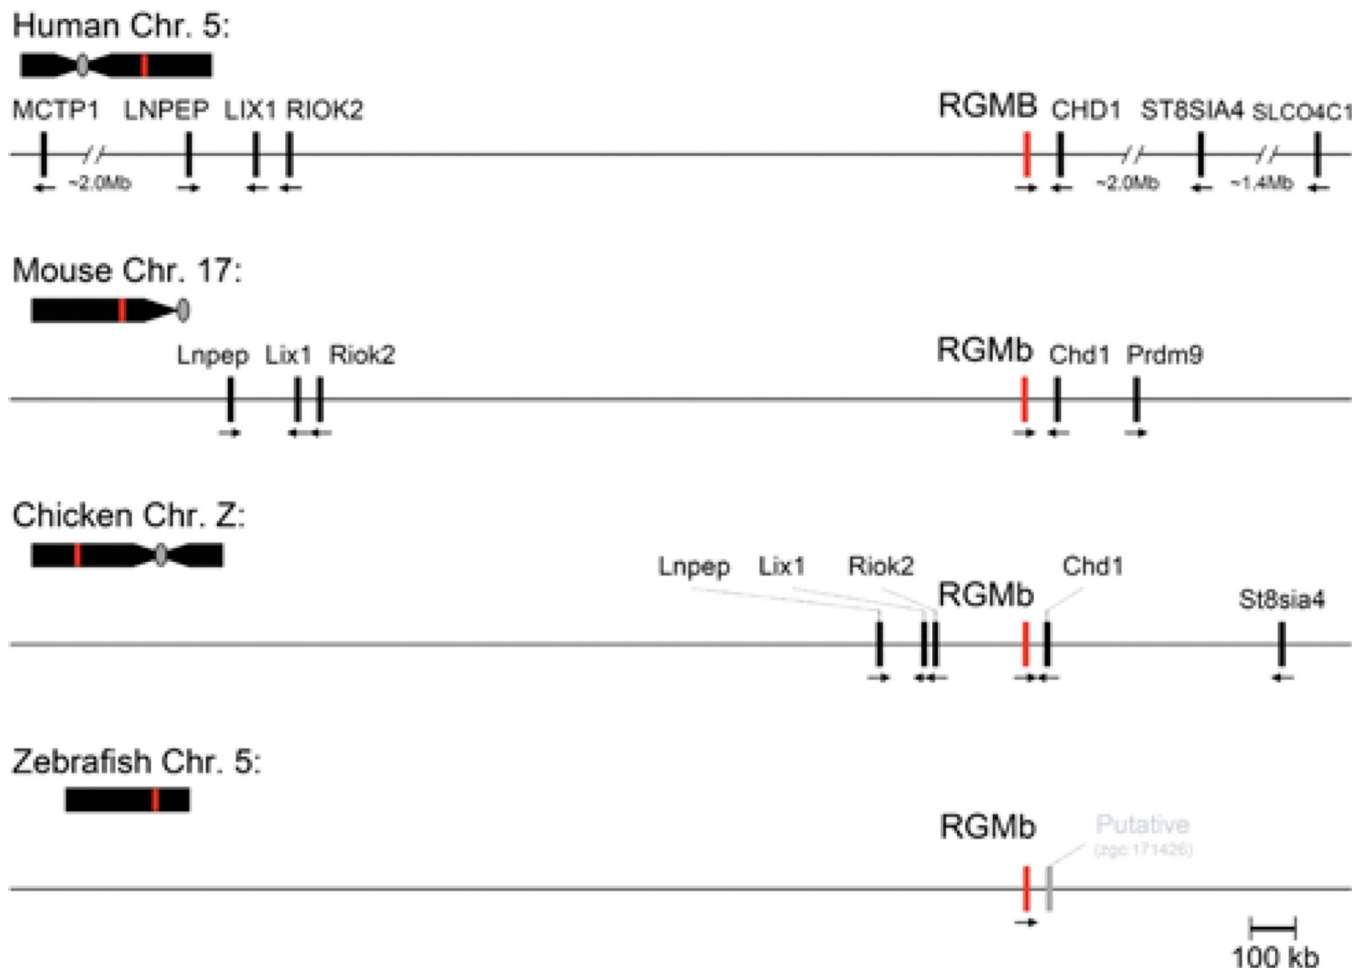 Human Chr. 5:
MCTP1 LNPEP LIX1 RIOK2 RGMB CHD1 ST8SIA4 SLCO4C1
~2.0Mb ~2.0Mb ~1.4Mb
Mouse Chr. 17:
Lnpep Lix1 Riok2 RGMb Chd1 Prdm9
Chicken Chr. Z:
Lnpep Lix1 Riok2 RGMb Chd1 St8sia4
Zebrafish Chr. 5:
RGMb Putative
(zgc:171426)
100 kb